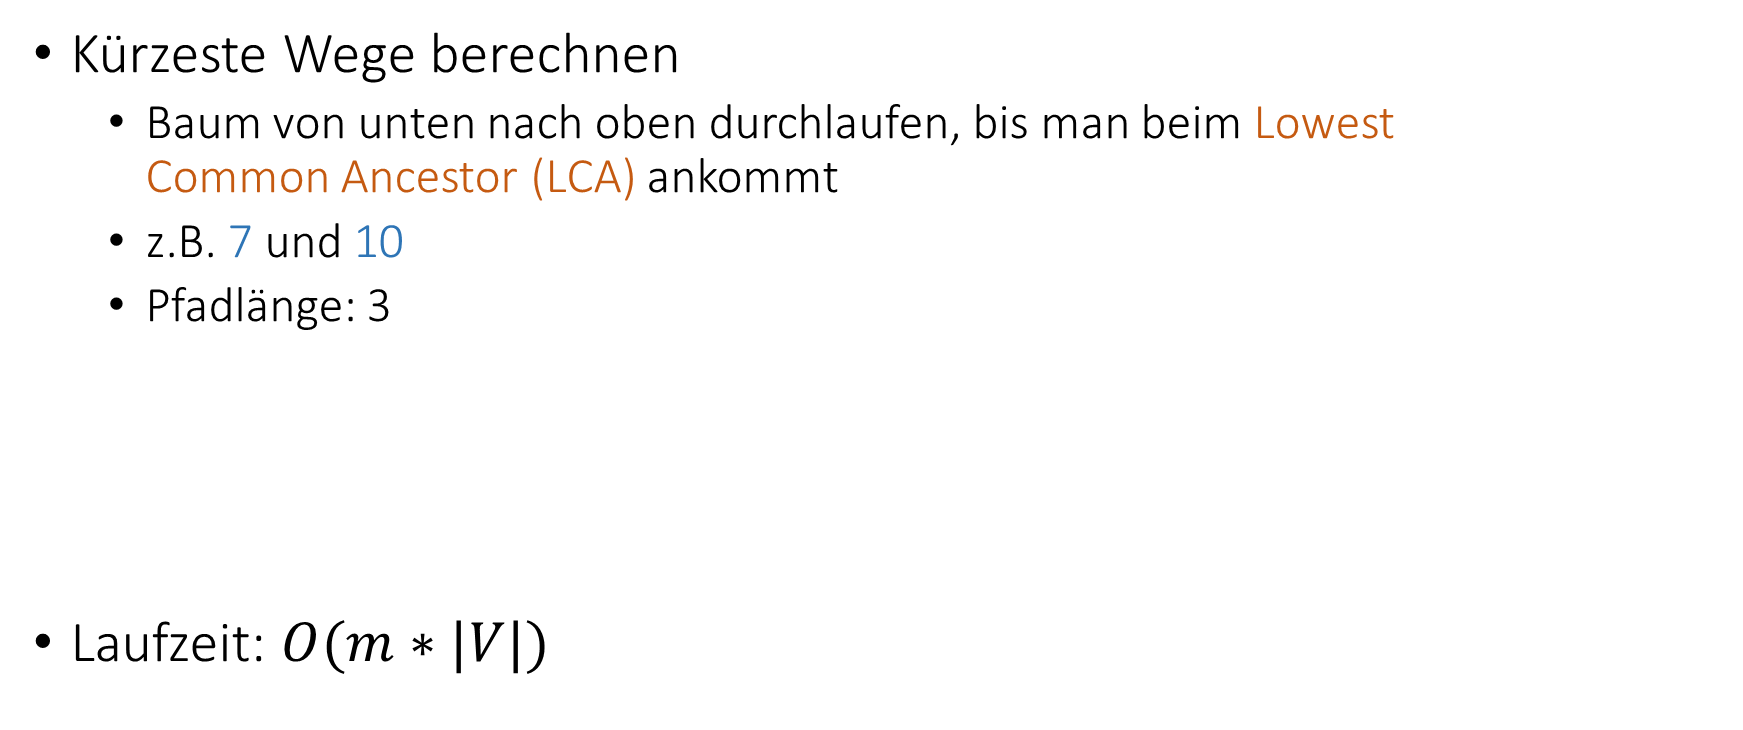 • Kürzeste Wege berechnen
• Baum von unten nach oben durchlaufen, bis man beim Lowest
Common Ancestor (LCA) ankommt
• z.B. 7 und 10
• Pfadlänge: 3
• Laufzeit: O(m ∗ |V|)